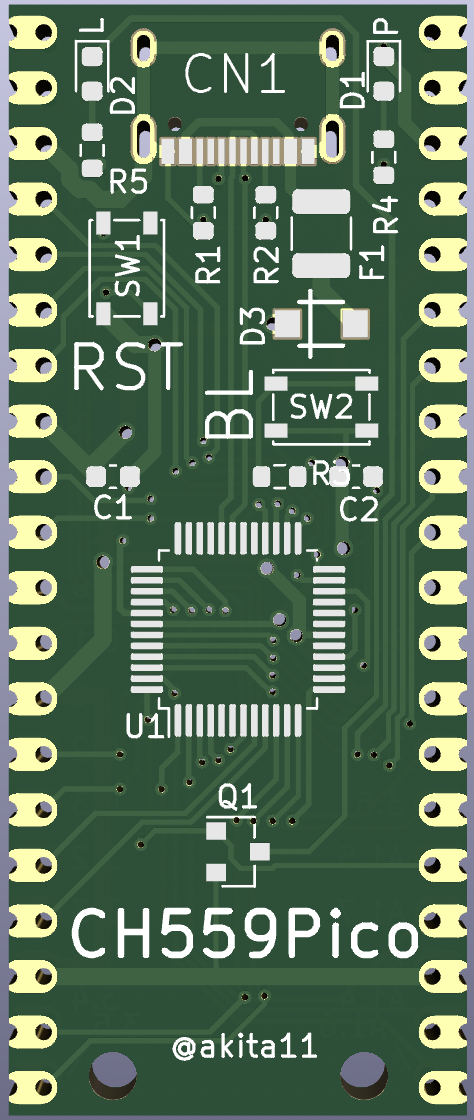 L
P
CN1
D2
D1
R5
R4
SW1
R1
R2
F1
D3
RST
BL
SW2
R3
C1
C2
U1
Q1
CH559Pico
@akita11